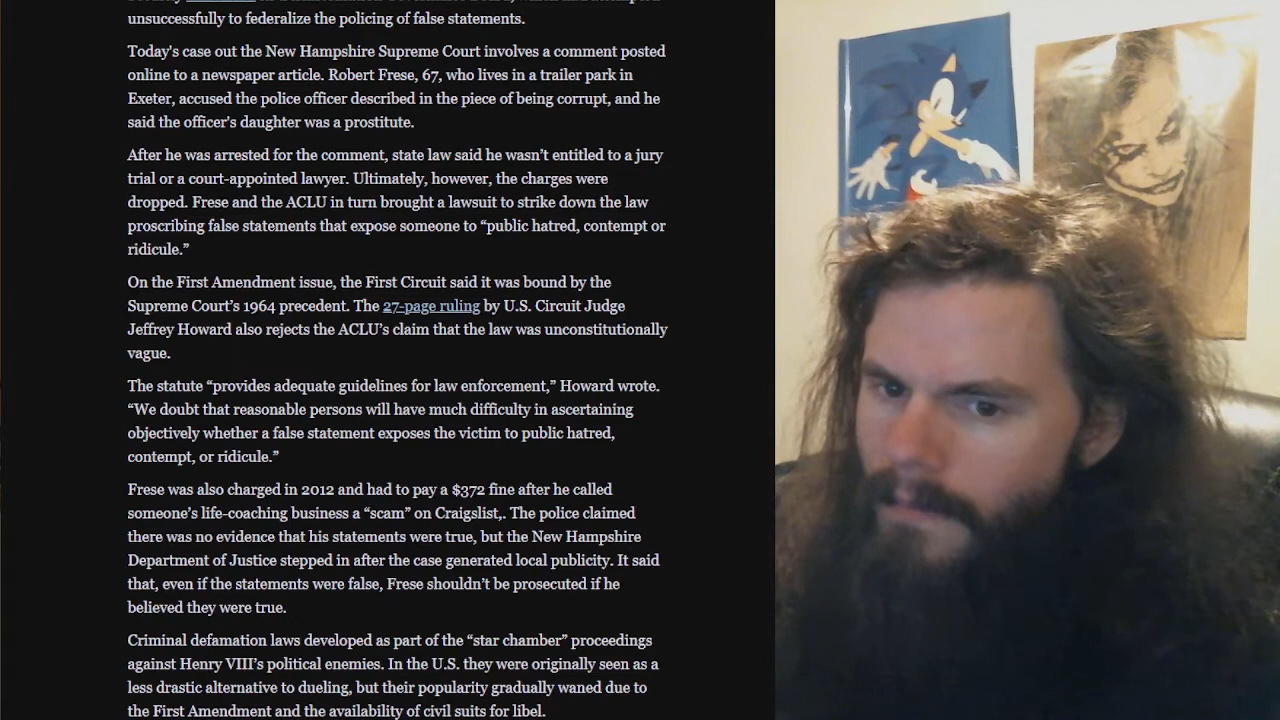 unsuccessfully to federalize the policing of false statements.
Today's case out the New Hampshire Supreme Court involves a comment posted
online to a newspaper article. Robert Frese, 67, who lives in a trailer park in
Exeter, accused the police officer described in the piece of being corrupt, and he
said the officer's daughter was a prostitute.
After he was arrested for the comment, state law said he wasn’t entitled to a jury
trial or a court-appointed lawyer. Ultimately, however, the charges were
dropped. Frese and the ACLU in turn brought a lawsuit to strike down the law
proscribing false statements that expose someone to “public hatred, contempt or
ridicule.”
On the First Amendment issue, the First Circuit said it was bound by the
Supreme Court’s 1964 precedent. The 27-page ruling by U.S. Circuit Judge
Jeffrey Howard also rejects the ACLU’s claim that the law was unconstitutionally
vague.
The statute “provides adequate guidelines for law enforcement,” Howard wrote.
“We doubt that reasonable persons will have much difficulty in ascertaining
objectively whether a false statement exposes the victim to public hatred,
contempt, or ridicule.”
Frese was also charged in 2012 and had to pay a $372 fine after he called
someone’s life-coaching business a “scam” on Craigslist,. The police claimed
there was no evidence that his statements were true, but the New Hampshire
Department of Justice stepped in after the case generated local publicity. It said
that, even if the statements were false, Frese shouldn’t be prosecuted if he
believed they were true.
Criminal defamation laws developed as part of the “star chamber” proceedings
against Henry VIII’s political enemies. In the U.S. they were originally seen as a
less drastic alternative to dueling, but their popularity gradually waned due to
the First Amendment and the availability of civil suits for libel.